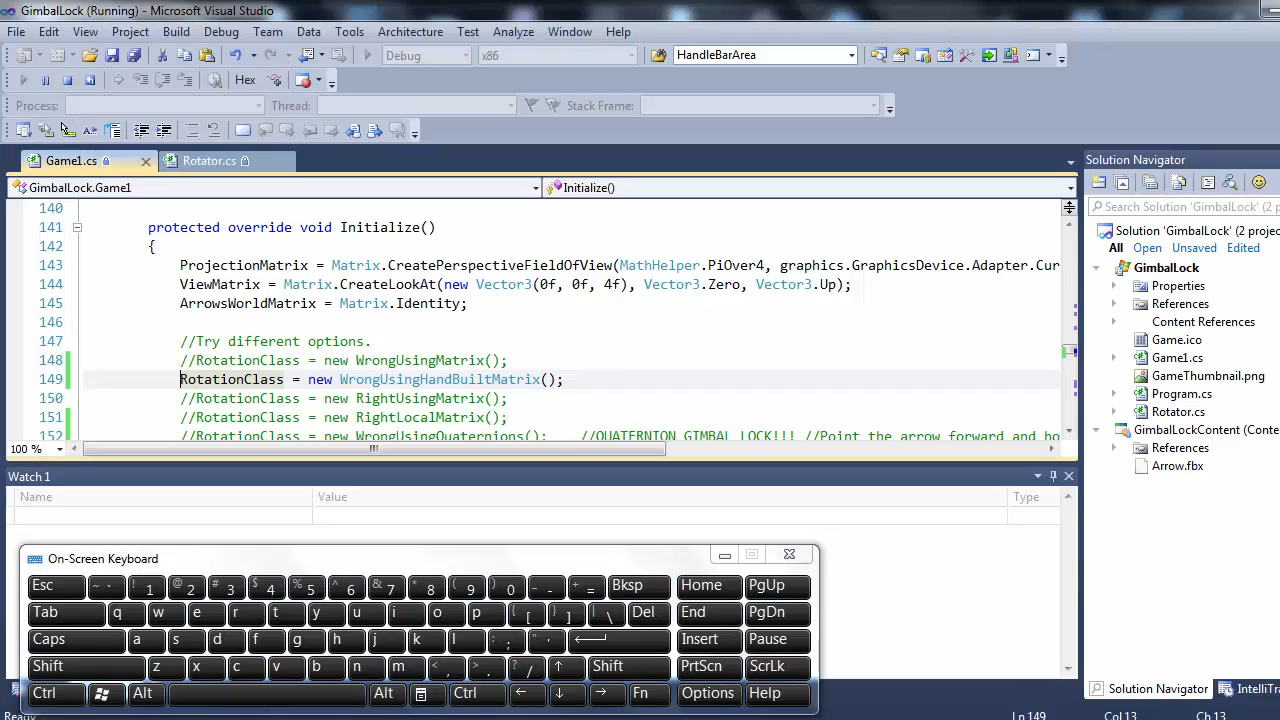 GimbalLock (Running) - Microsoft Visual Studio
File Edit View Project Build Debug Team Data Tools Architecture Test Analyze Window Help
Debug x86 HandleBarArea
Hex
Process: Thread: Stack Frame:
Game1.cs Rotator.cs
GimbalLock.Game1 Initialize()
140
141 protected override void Initialize()
142 {
143 ProjectionMatrix = Matrix.CreatePerspectiveFieldOfView(MathHelper.PiOver4, graphics.GraphicsDevice.Adapter.Cur
144 ViewMatrix = Matrix.CreateLookAt(new Vector3(0f, 0f, 4f), Vector3.Zero, Vector3.Up);
145 ArrowsWorldMatrix = Matrix.Identity;
146
147 //Try different options.
148 //RotationClass = new WrongUsingMatrix();
149 RotationClass = new WrongUsingHandBuiltMatrix();
150 //RotationClass = new RightUsingMatrix();
151 //RotationClass = new RightLocalMatrix();
152 //RotationClass = new WrongUsingQuaternions(); //QUATERNION GIMBAL LOCK!!! //Point the arrow forward and ho
100 %
Solution Navigator
Search Solution 'GimbalLock' (2 p
Solution 'GimbalLock' (2 projec
All Open Unsaved Edited
GimbalLock
Properties
References
Content References
Game.ico
Game1.cs
GameThumbnail.png
Program.cs
Rotator.cs
GimbalLockContent (Conte
References
Arrow.fbx
Watch 1
Name Value Type
On-Screen Keyboard
Esc ~ ` ! 1 @ 2 # 3 $ 4 % 5 ^ 6 & 7 * 8 ( 9 ) 0 _ - + = Bksp Home PgUp
Tab q w e r t y u i o p { [ } ] | \ Del End PgDn
Caps a s d f g h j k l : ; " ' Insert Pause
Shift z x c v b n m < , > . ? / ↑ Shift PrtScn ScrLk
Ctrl Alt Alt Ctrl ← ↓ → Fn Options Help
Solution Navigator IntelliTra
Ready Ln 149 Col 13 Ch 13